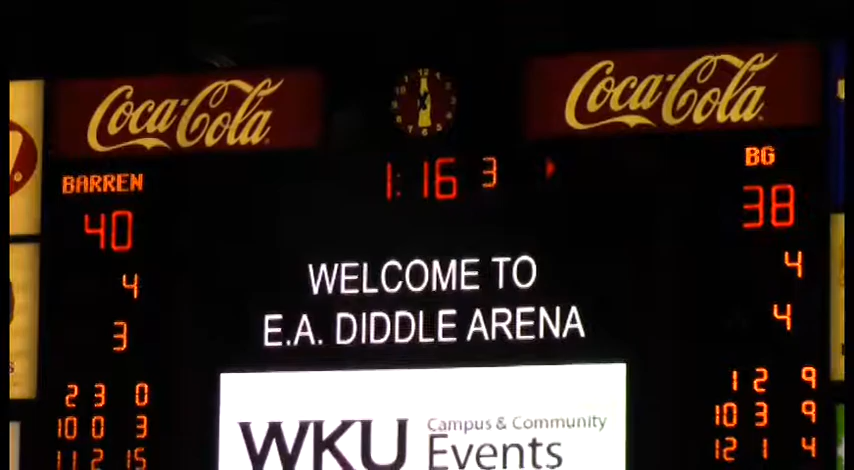 Coca-Cola
12
6
Coca-Cola
BARREN
1:16 3
BG
40
38
4
4
3
4
WELCOME TO
E.A. DIDDLE ARENA
2 3 0
1 2 9
10 0 3
10 3 9
11 2 15
12 1 4
WKU Campus & Community
Events